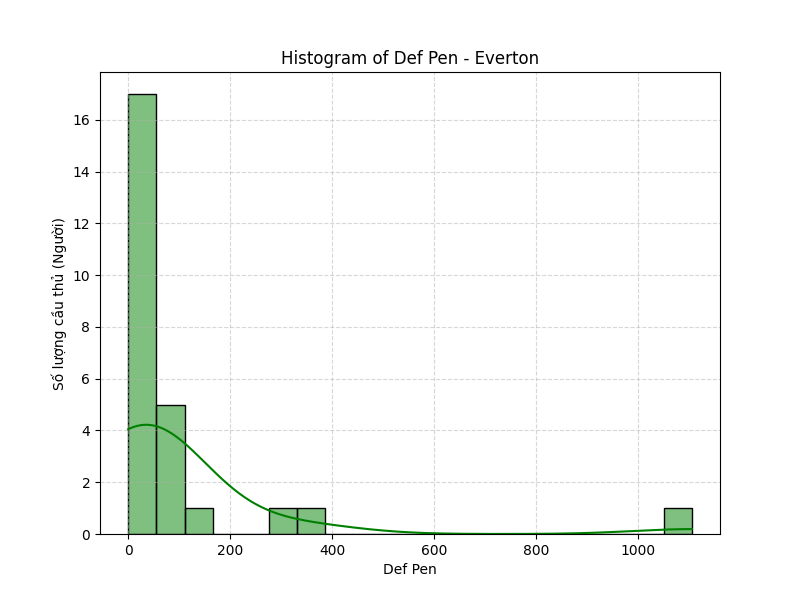 Histogram of Def Pen - Everton
Số lượng cầu thủ (Người)
16
14
12
10
8
6
4
2
0
0 200 400 600 800 1000
Def Pen